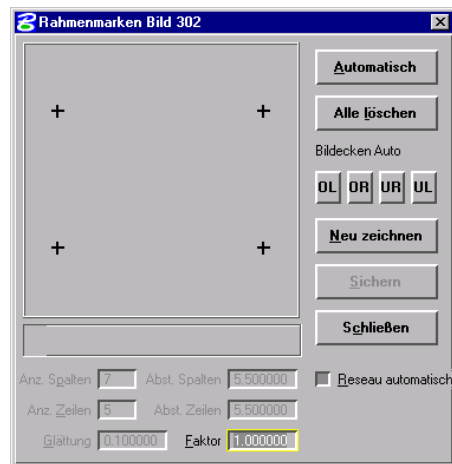 Rahmenmarken Bild 302
Automatisch
Alle löschen
Bildecken Auto
OL OR UR UL
Neu zeichnen
Sichern
Schließen
Anz. Spalten 7 Abst. Spalten 5.500000
Reseau automatisch
Anz. Zeilen 5 Abst. Zeilen 5.500000
Glättung 0.100000 Faktor 1.000000